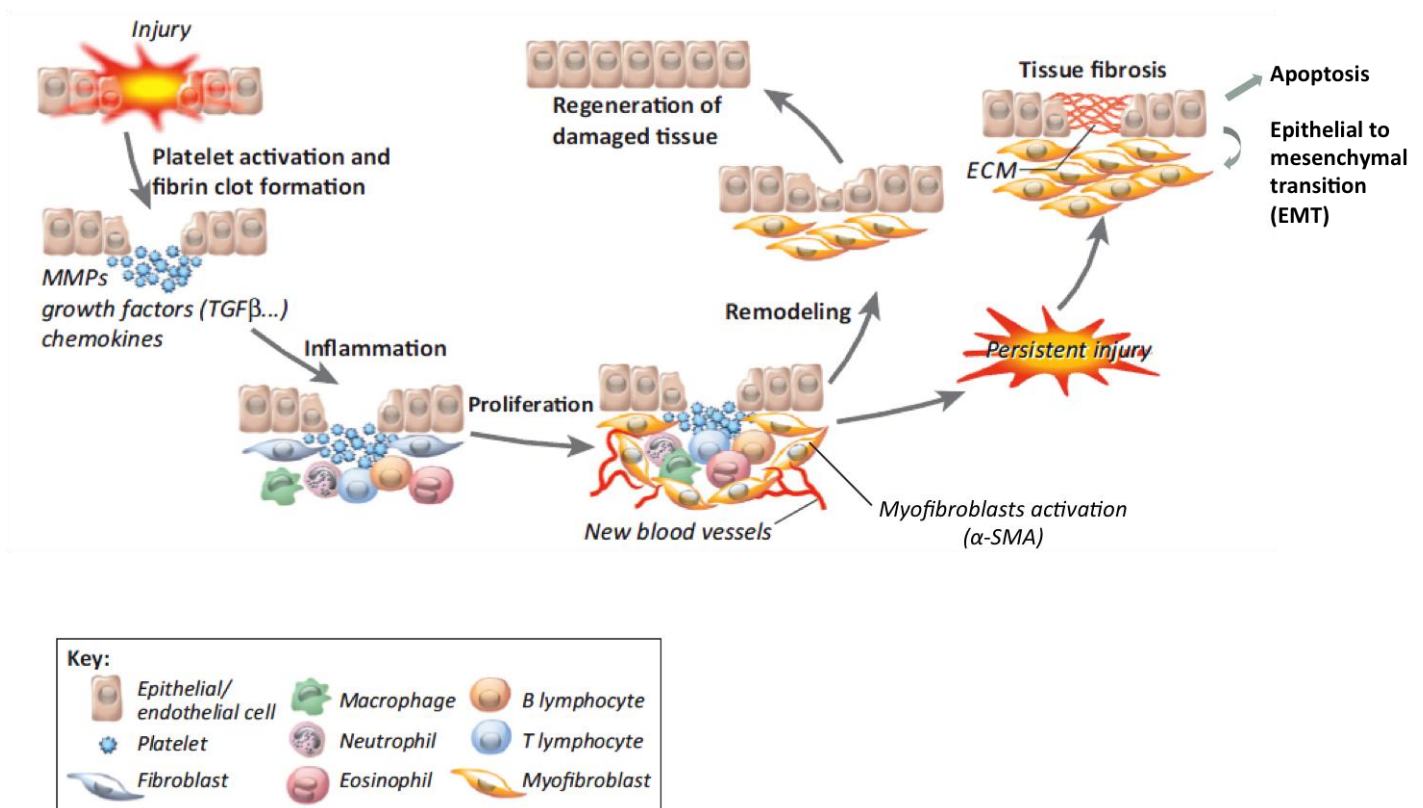 Injury
Platelet activation and
fibrin clot formation
MMPs
growth factors (TGFβ...)
chemokines
Inflammation
Proliferation
New blood vessels
Myofibroblasts activation
(α-SMA)
Remodeling
Regeneration of
damaged tissue
Persistent injury
Tissue fibrosis
ECM
Apoptosis
Epithelial to
mesenchymal
transition
(EMT)
Key:
Epithelial/
endothelial cell
Platelet
Fibroblast
Macrophage
Neutrophil
Eosinophil
B lymphocyte
T lymphocyte
Myofibroblast